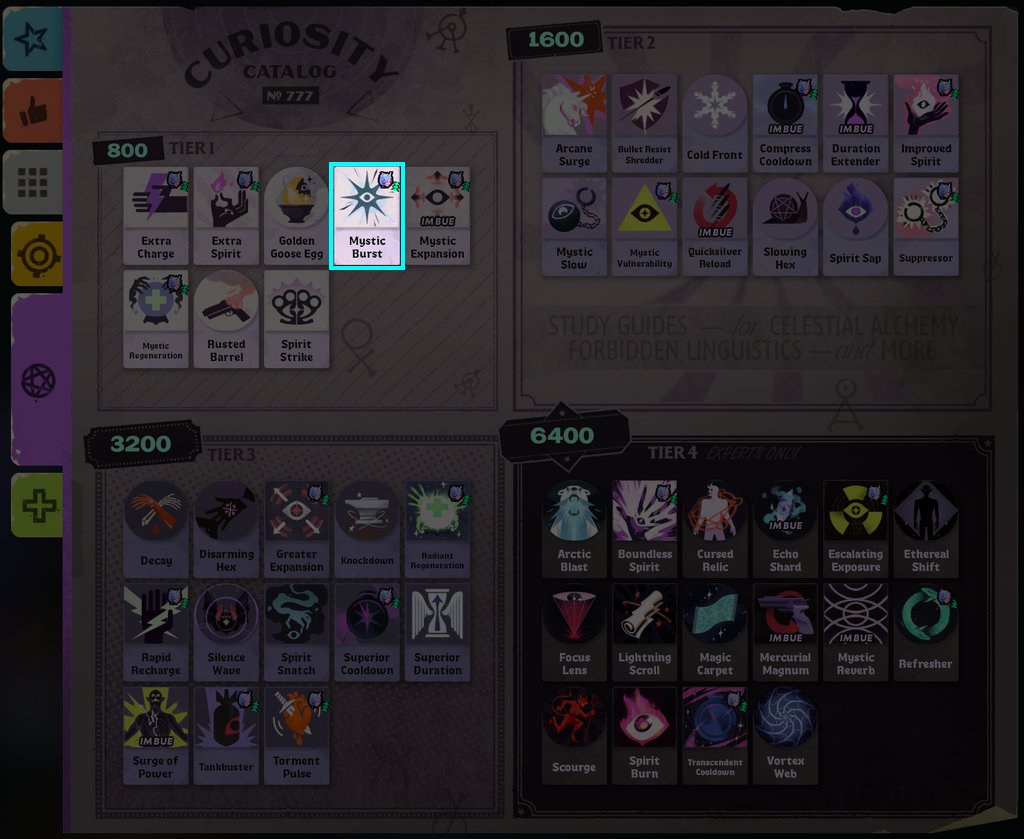 CURIOSITY
CATALOG
Nº 777
800 TIER 1
Extra Charge
Extra Spirit
Golden Goose Egg
Mystic Burst
IMBUE
Mystic Expansion
Mystic Regeneration
Rusted Barrel
Spirit Strike
1600 TIER 2
Arcane Surge
Bullet Resist Shredder
Cold Front
IMBUE
Compress Cooldown
IMBUE
Duration Extender
Improved Spirit
Mystic Slow
Mystic Vulnerability
IMBUE
Quicksilver Reload
Slowing Hex
Spirit Sap
Suppressor
STUDY GUIDES — for CELESTIAL ALCHEMY
FORBIDDEN LINGUISTICS — and MORE
3200 TIER 3
Decay
Disarming Hex
Greater Expansion
Knockdown
Radiant Regeneration
Rapid Recharge
Silence Wave
Spirit Snatch
Superior Cooldown
Superior Duration
IMBUE
Surge of Power
Tankbuster
Torment Pulse
6400 TIER 4 EXPERTS ONLY
Arctic Blast
Boundless Spirit
Cursed Relic
IMBUE
Echo Shard
Escalating Exposure
Ethereal Shift
Focus Lens
Lightning Scroll
Magic Carpet
IMBUE
Mercurial Magnum
IMBUE
Mystic Reverb
Refresher
Scourge
Spirit Burn
Transcendent Cooldown
Vortex Web